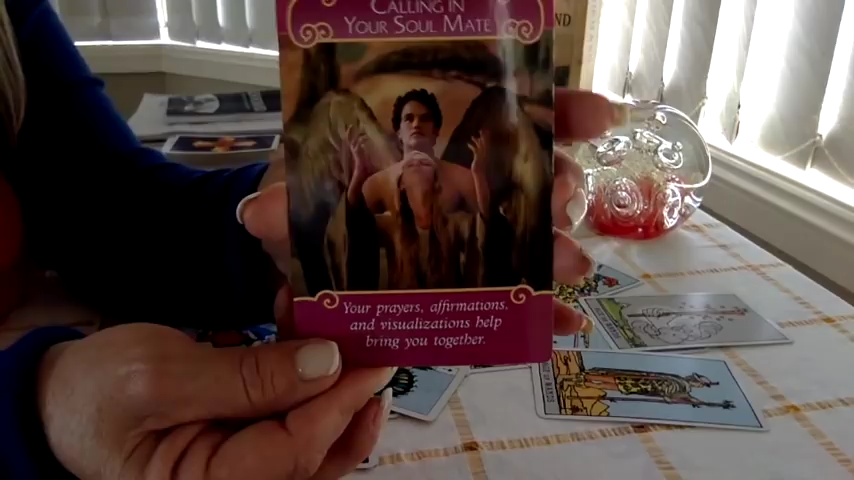 CALLING IN
YOUR SOUL MATE
Your prayers, affirmations,
and visualizations help
bring you together.